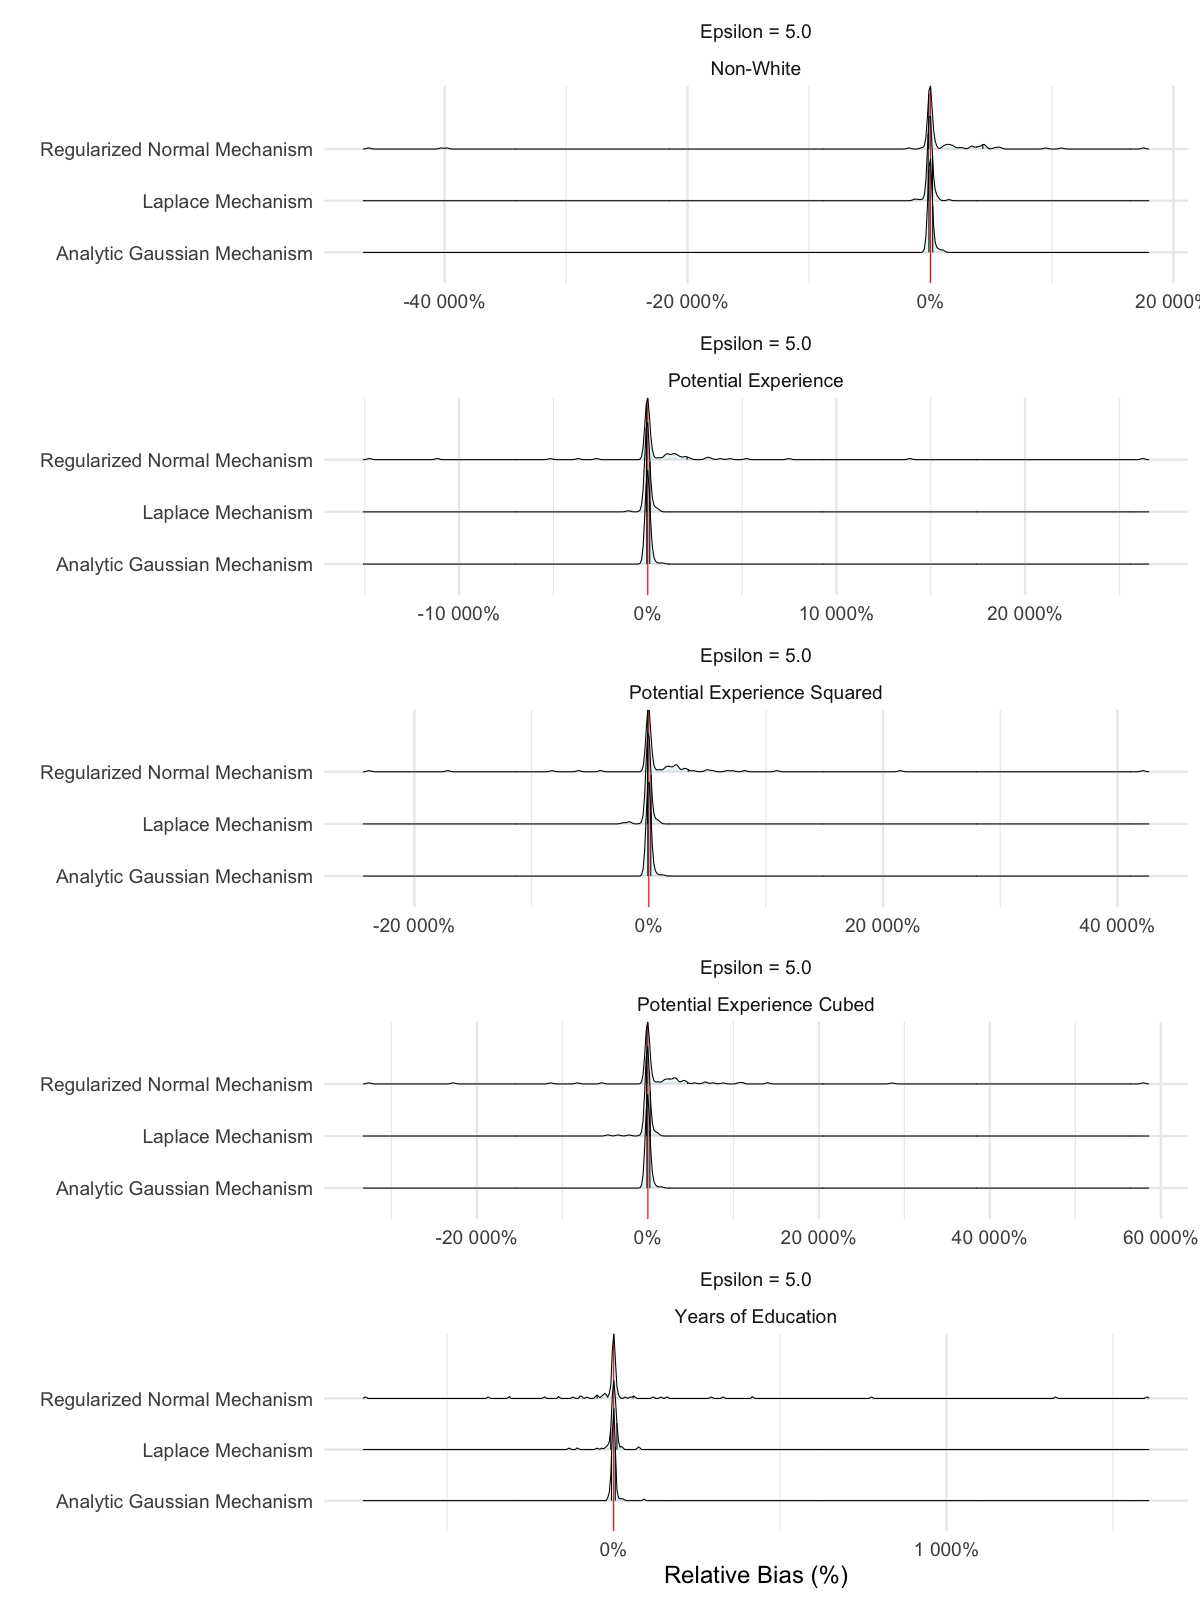 Epsilon = 5.0
Non-White
Regularized Normal Mechanism
Laplace Mechanism
Analytic Gaussian Mechanism
-40 000% -20 000% 0% 20 000%
Epsilon = 5.0
Potential Experience
Regularized Normal Mechanism
Laplace Mechanism
Analytic Gaussian Mechanism
-10 000% 0% 10 000% 20 000%
Epsilon = 5.0
Potential Experience Squared
Regularized Normal Mechanism
Laplace Mechanism
Analytic Gaussian Mechanism
-20 000% 0% 20 000% 40 000%
Epsilon = 5.0
Potential Experience Cubed
Regularized Normal Mechanism
Laplace Mechanism
Analytic Gaussian Mechanism
-20 000% 0% 20 000% 40 000% 60 000%
Epsilon = 5.0
Years of Education
Regularized Normal Mechanism
Laplace Mechanism
Analytic Gaussian Mechanism
0% 1 000%
Relative Bias (%)